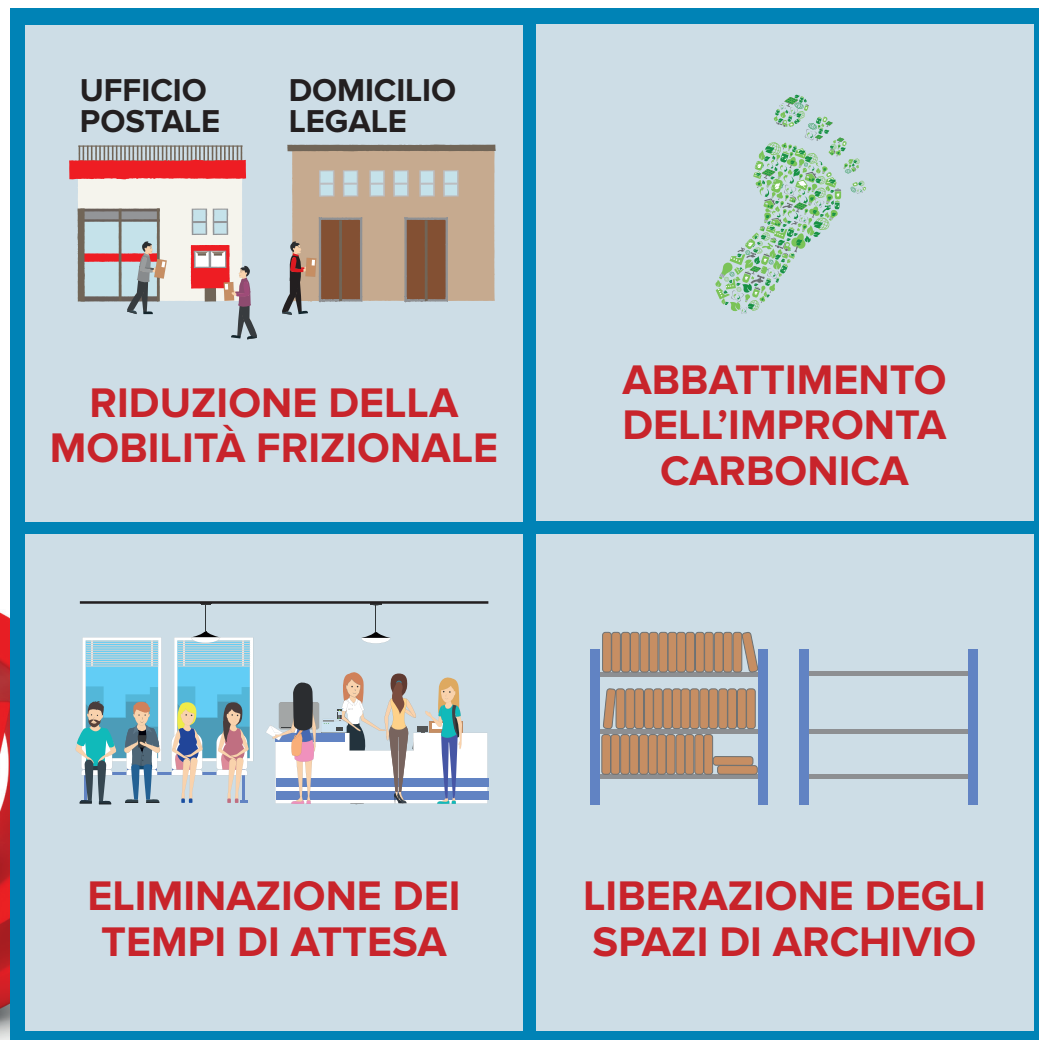 UFFICIO
POSTALE
DOMICILIO
LEGALE
RIDUZIONE DELLA
MOBILITÀ FRIZIONALE
ABBATTIMENTO
DELL’IMPRONTA
CARBONICA
ELIMINAZIONE DEI
TEMPI DI ATTESA
LIBERAZIONE DEGLI
SPAZI DI ARCHIVIO